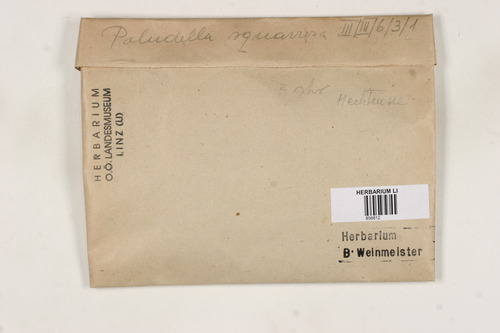 Paludella squarrosa III/III/6/3/1
HERBARIUM
O.Ö. LANDESMUSEUM
LINZ (LI)
HERBARIUM LI
Herbarium
B. Weinmeister